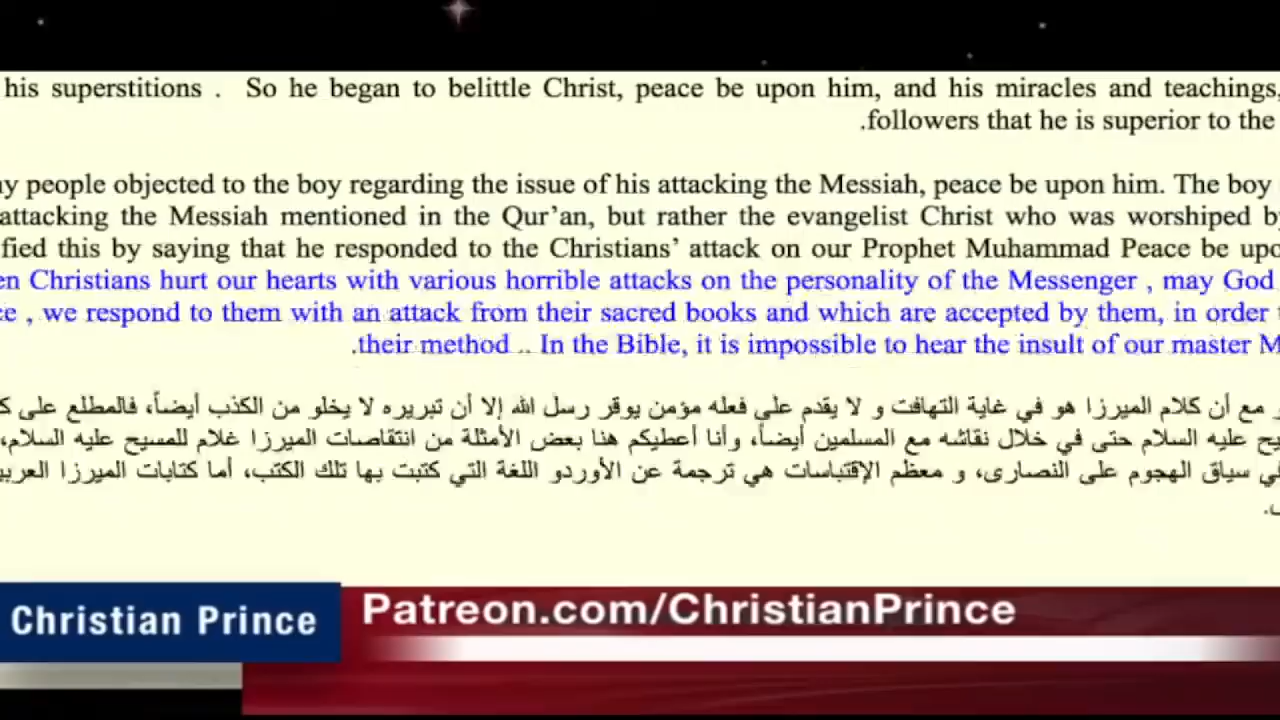 his superstitions . So he began to belittle Christ, peace be upon him, and his miracles and teachings,
.followers that he is superior to the
people objected to the boy regarding the issue of his attacking the Messiah, peace be upon him. The boy
attacking the Messiah mentioned in the Qur’an, but rather the evangelist Christ who was worshiped
fied this by saying that he responded to the Christians’ attack on our Prophet Muhammad Peace be upo
en Christians hurt our hearts with various horrible attacks on the personality of the Messenger , may God
ce , we respond to them with an attack from their sacred books and which are accepted by them, in order
.their method .. In the Bible, it is impossible to hear the insult of our master M
و مع أن كلام الميرزا هو في غاية التهافت و لا يقدم على فعله مؤمن يوقر رسل الله إلا أن تبريره لا يخلو من الكذب أيضاً، فالمطلع على
عليه السلام حتى في خلال نقاشه مع المسلمين أيضاً، وأنا أعطيكم هنا بعض الأمثلة من انتقاصات الميرزا غلام للمسيح عليه السلام،
سياق الهجوم على النصارى، و معظم الإقتباسات هي ترجمة عن الأوردو اللغة التي كتبت بها تلك الكتب، أما كتابات الميرزا
Christian Prince
Patreon.com/ChristianPrince